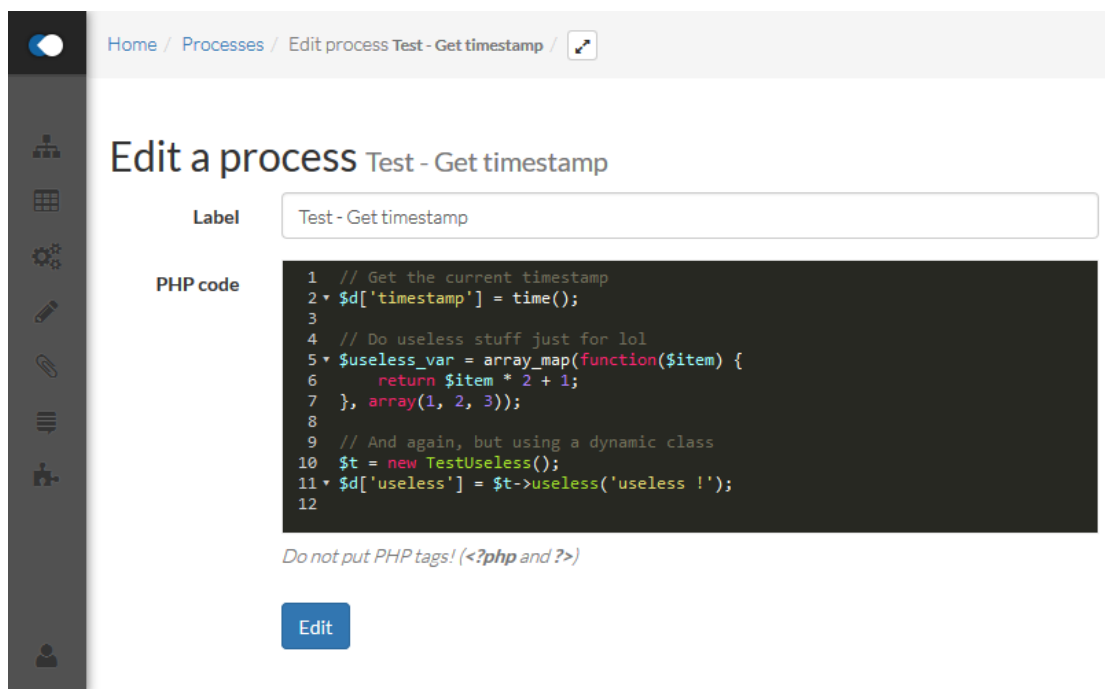 Home / Processes / Edit process Test - Get timestamp /
Edit a process Test - Get timestamp
Label
Test - Get timestamp
PHP code
1 // Get the current timestamp
2 $d['timestamp'] = time();
3
4 // Do useless stuff just for lol
5 $useless_var = array_map(function($item) {
6     return $item * 2 + 1;
7 }, array(1, 2, 3));
8
9 // And again, but using a dynamic class
10 $t = new TestUseless();
11 $d['useless'] = $t->useless('useless !');
12
Do not put PHP tags! (<?php and ?>)
Edit